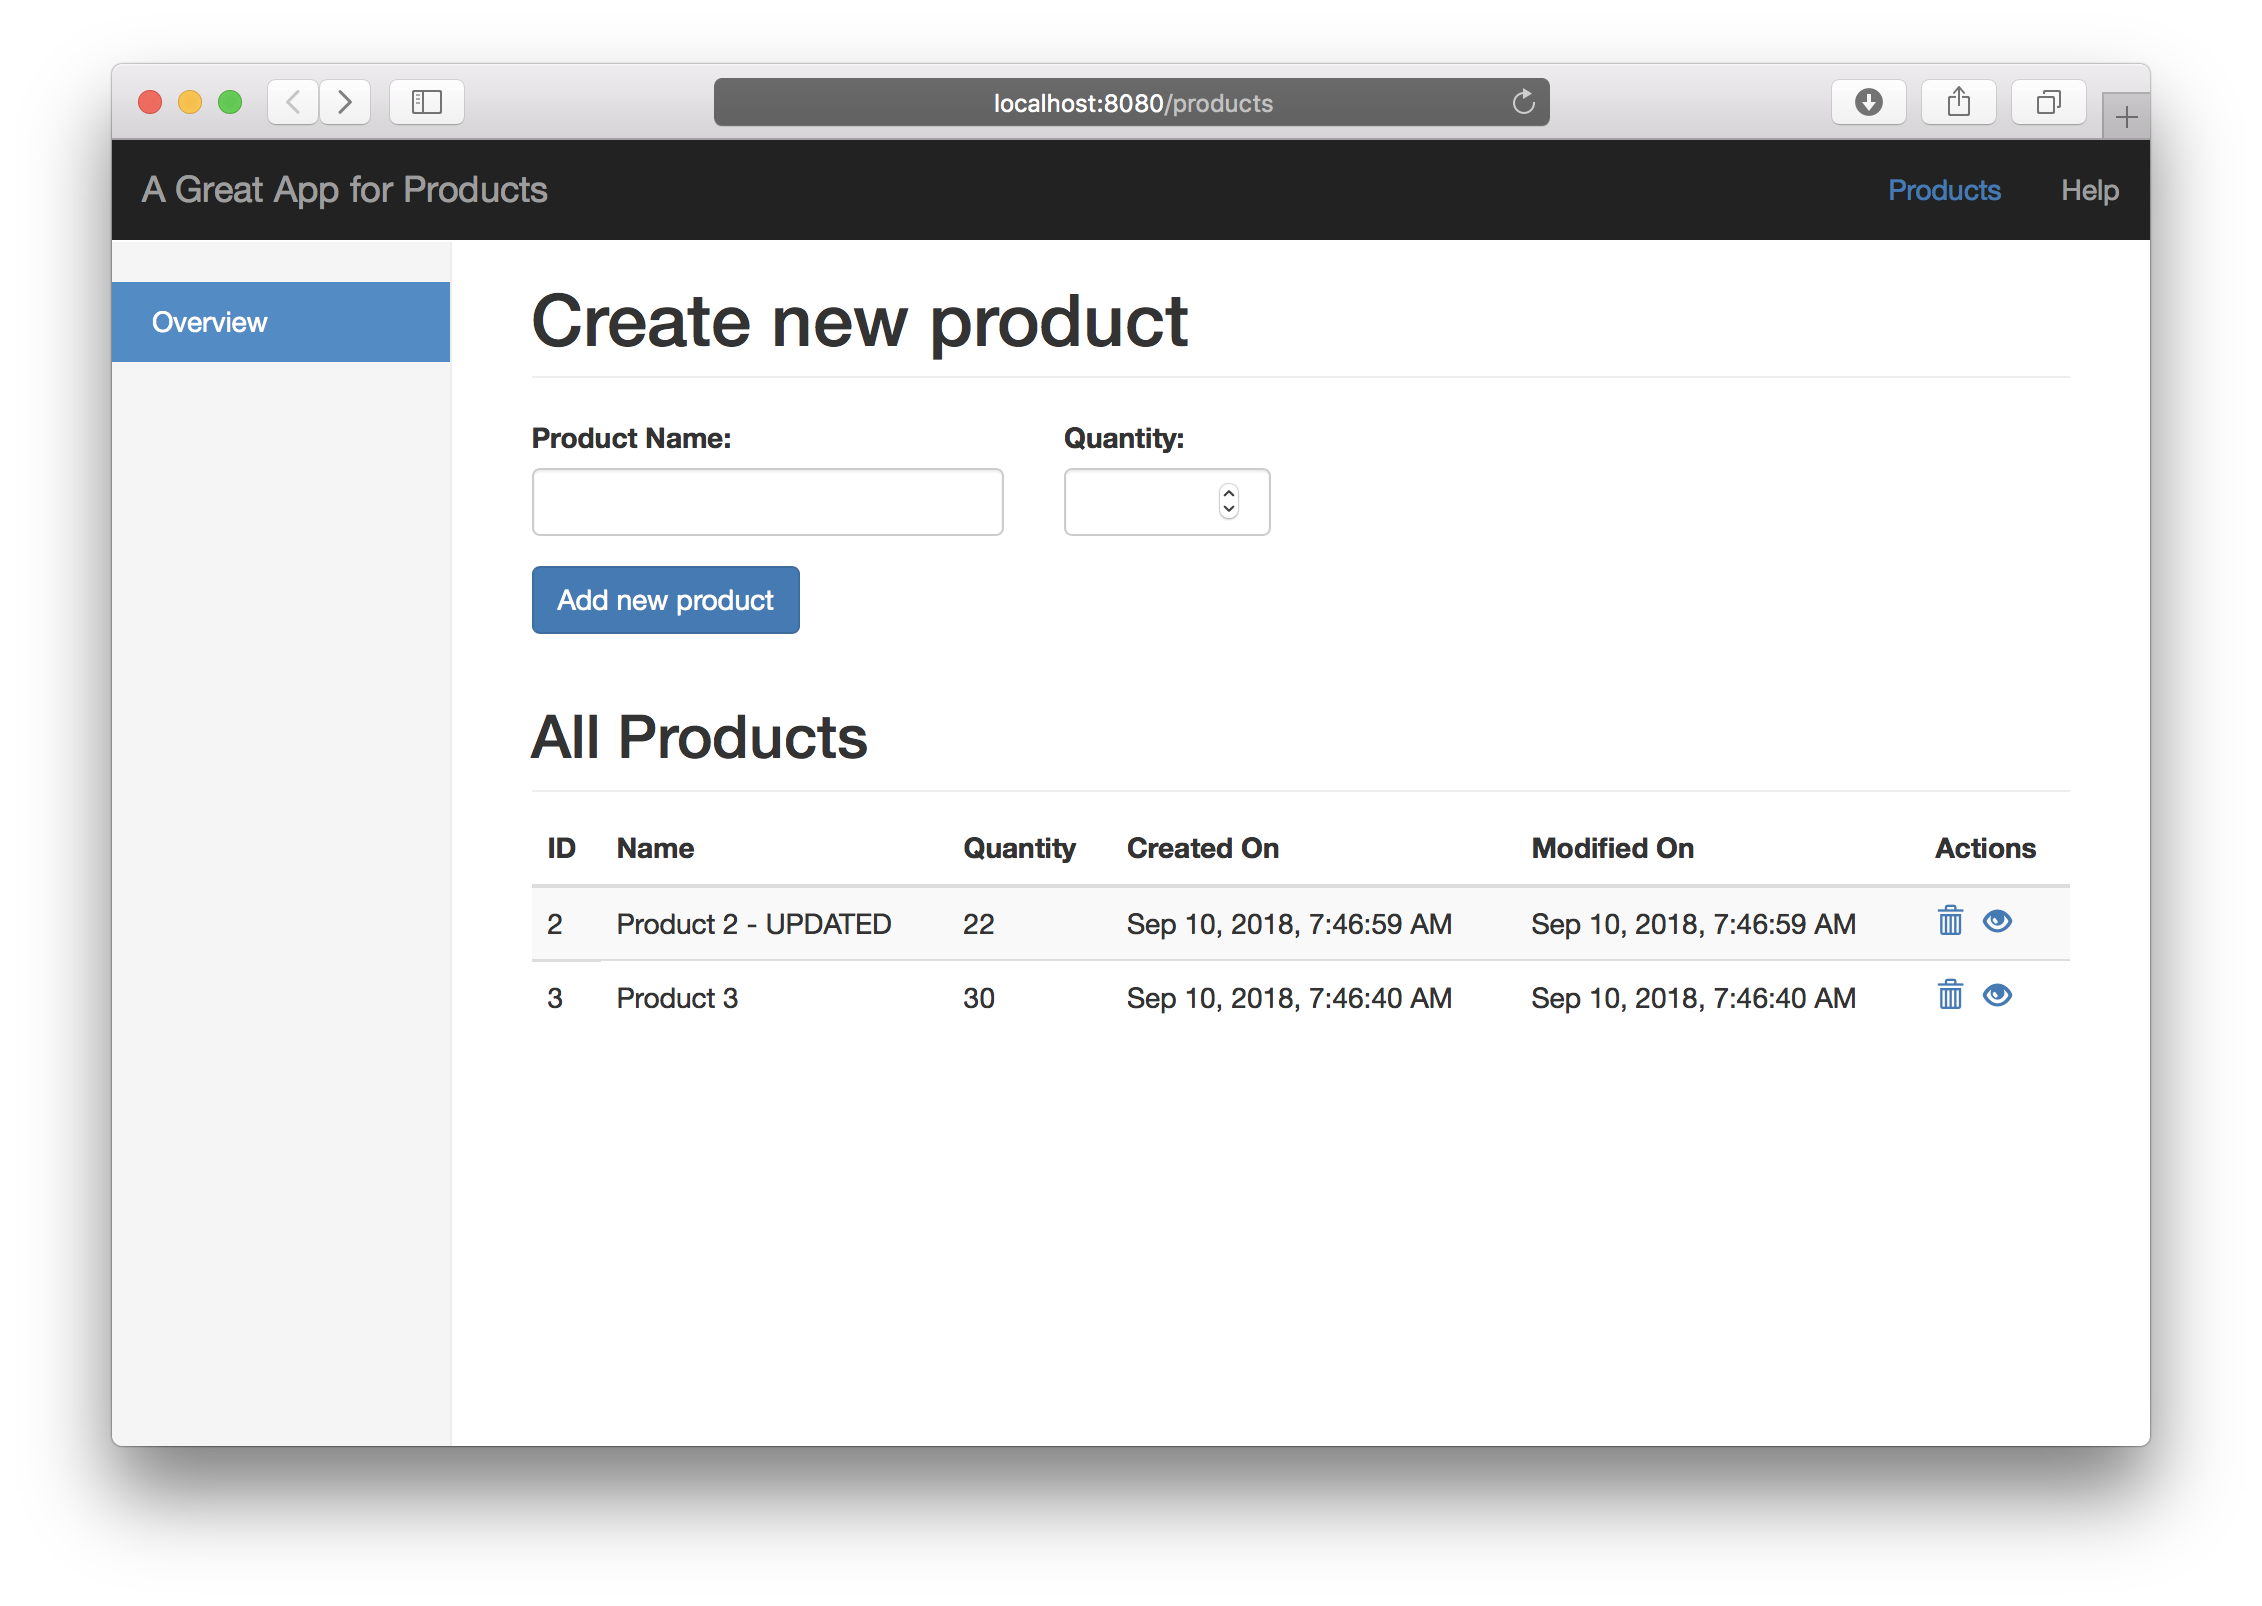 localhost:8080/products
A Great App for Products
Products Help
Overview
Create new product
Product Name: Quantity:
Add new product
All Products
ID Name Quantity Created On Modified On Actions
2 Product 2 - UPDATED 22 Sep 10, 2018, 7:46:59 AM Sep 10, 2018, 7:46:59 AM
3 Product 3 30 Sep 10, 2018, 7:46:40 AM Sep 10, 2018, 7:46:40 AM